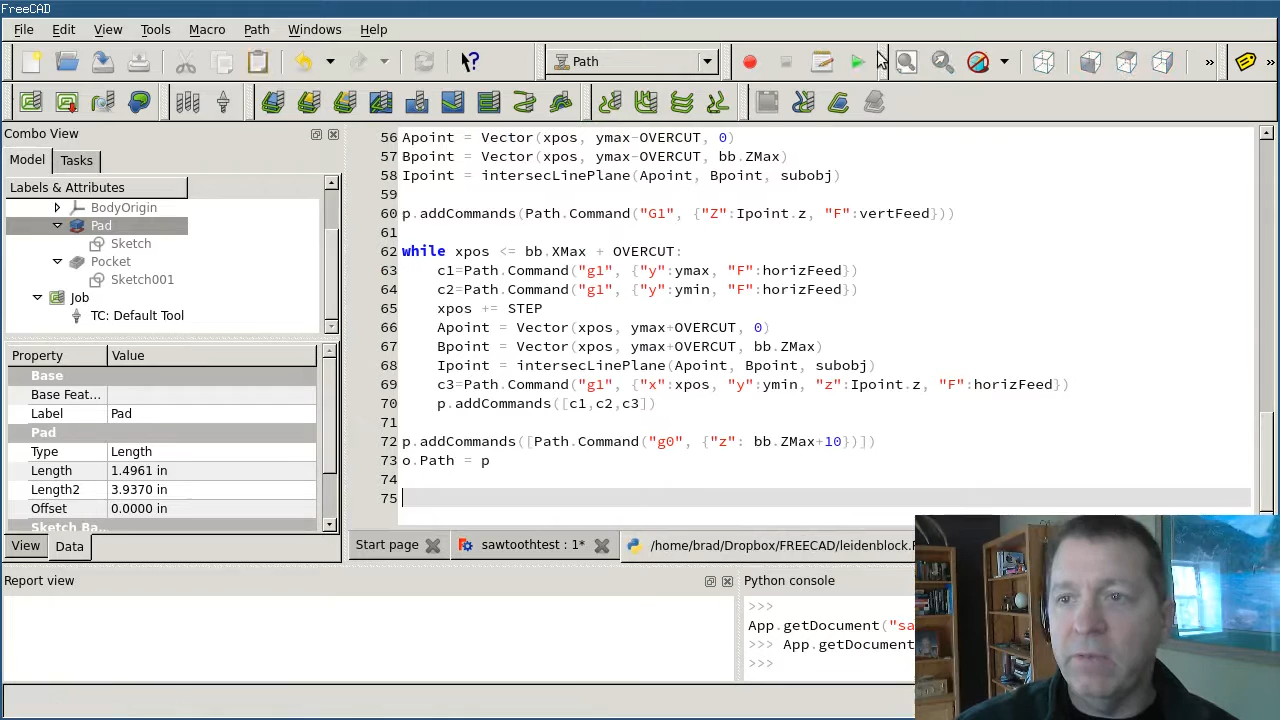 FreeCAD
File Edit View Tools Macro Path Windows Help
Path
»
»
Combo View
Model Tasks
Labels & Attributes
BodyOrigin
Pad
Sketch
Pocket
Sketch001
Job
TC: Default Tool
Property Value
Base
Base Feat...
Label Pad
Pad
Type Length
Length 1.4961 in
Length2 3.9370 in
Offset 0.0000 in
Sketch Ba..
View Data
56 Apoint = Vector(xpos, ymax-OVERCUT, 0)
57 Bpoint = Vector(xpos, ymax-OVERCUT, bb.ZMax)
58 Ipoint = intersecLinePlane(Apoint, Bpoint, subobj)
59
60 p.addCommands(Path.Command("G1", {"Z":Ipoint.z, "F":vertFeed}))
61
62 while xpos <= bb.XMax + OVERCUT:
63 c1=Path.Command("g1", {"y":ymax, "F":horizFeed})
64 c2=Path.Command("g1", {"y":ymin, "F":horizFeed})
65 xpos += STEP
66 Apoint = Vector(xpos, ymax+OVERCUT, 0)
67 Bpoint = Vector(xpos, ymax+OVERCUT, bb.ZMax)
68 Ipoint = intersecLinePlane(Apoint, Bpoint, subobj)
69 c3=Path.Command("g1", {"x":xpos, "y":ymin, "z":Ipoint.z, "F":horizFeed})
70 p.addCommands([c1,c2,c3])
71
72 p.addCommands([Path.Command("g0", {"z": bb.ZMax+10})])
73 o.Path = p
74
75
Start page sawtoothtest : 1* /home/brad/Dropbox/FREECAD/leidenblock.
Report view
Python console
>>>
App.getDocument("sa
>>> App.getDocument
>>>